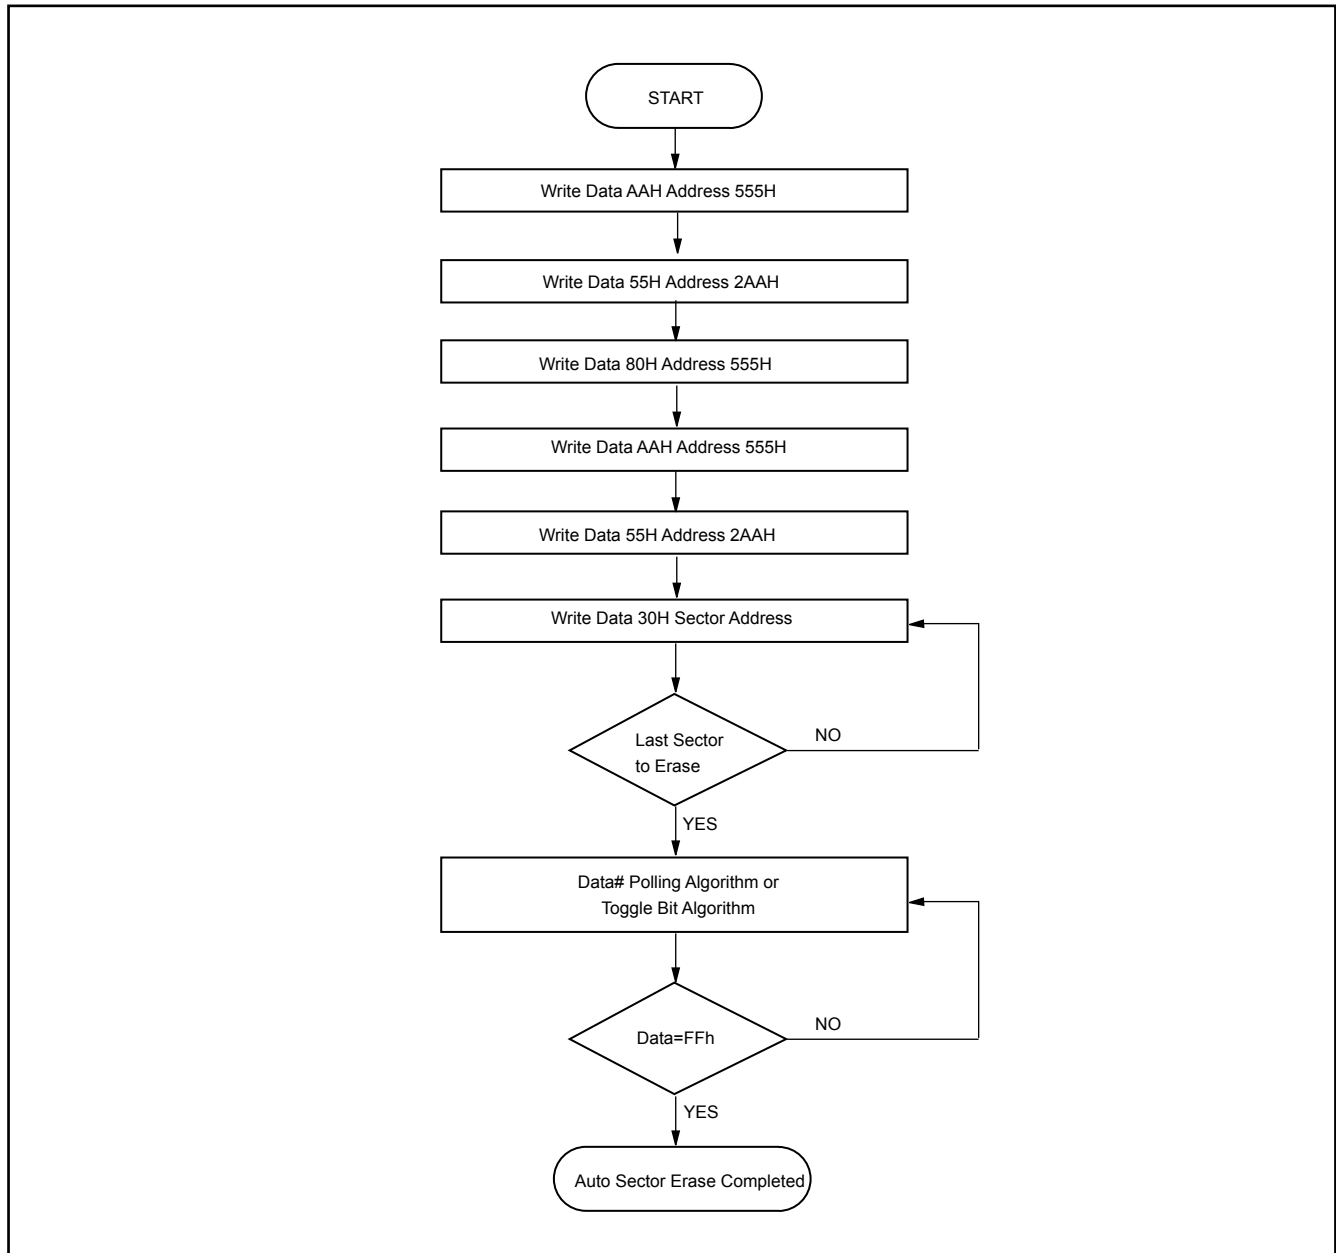 START
Write Data AAH Address 555H
Write Data 55H Address 2AAH
Write Data 80H Address 555H
Write Data AAH Address 555H
Write Data 55H Address 2AAH
Write Data 30H Sector Address
Last Sector
to Erase
NO
YES
Data# Polling Algorithm or
Toggle Bit Algorithm
Data=FFh
NO
YES
Auto Sector Erase Completed